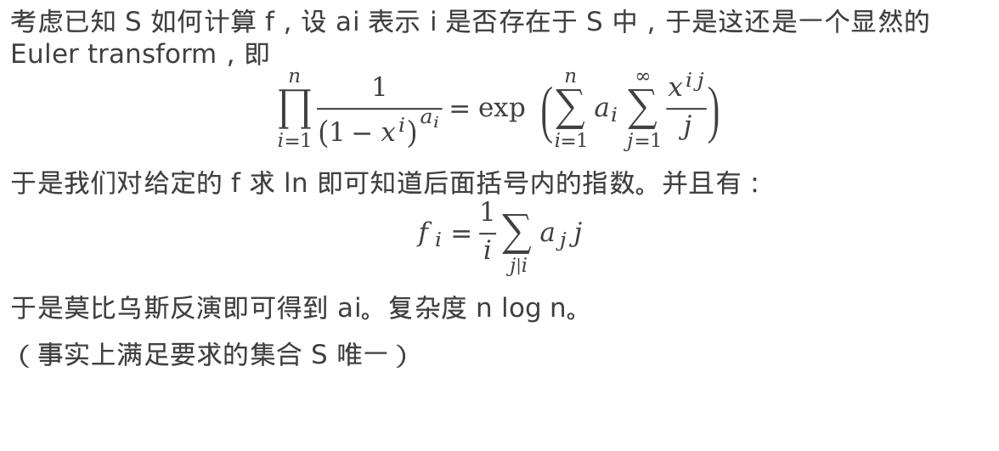 考虑已知 S 如何计算 f，设 ai 表示 i 是否存在于 S 中，于是这还是一个显然的
Euler transform，即
\prod_{i=1}^{n} \frac{1}{(1-x^i)^{a_i}} = \exp \left( \sum_{i=1}^{n} a_i \sum_{j=1}^{\infty} \frac{x^{ij}}{j} \right)
于是我们对给定的 f 求 ln 即可知道后面括号内的指数。并且有：
f_i = \frac{1}{i} \sum_{j|i} a_j j
于是莫比乌斯反演即可得到 ai。复杂度 n log n。
（事实上满足要求的集合 S 唯一）